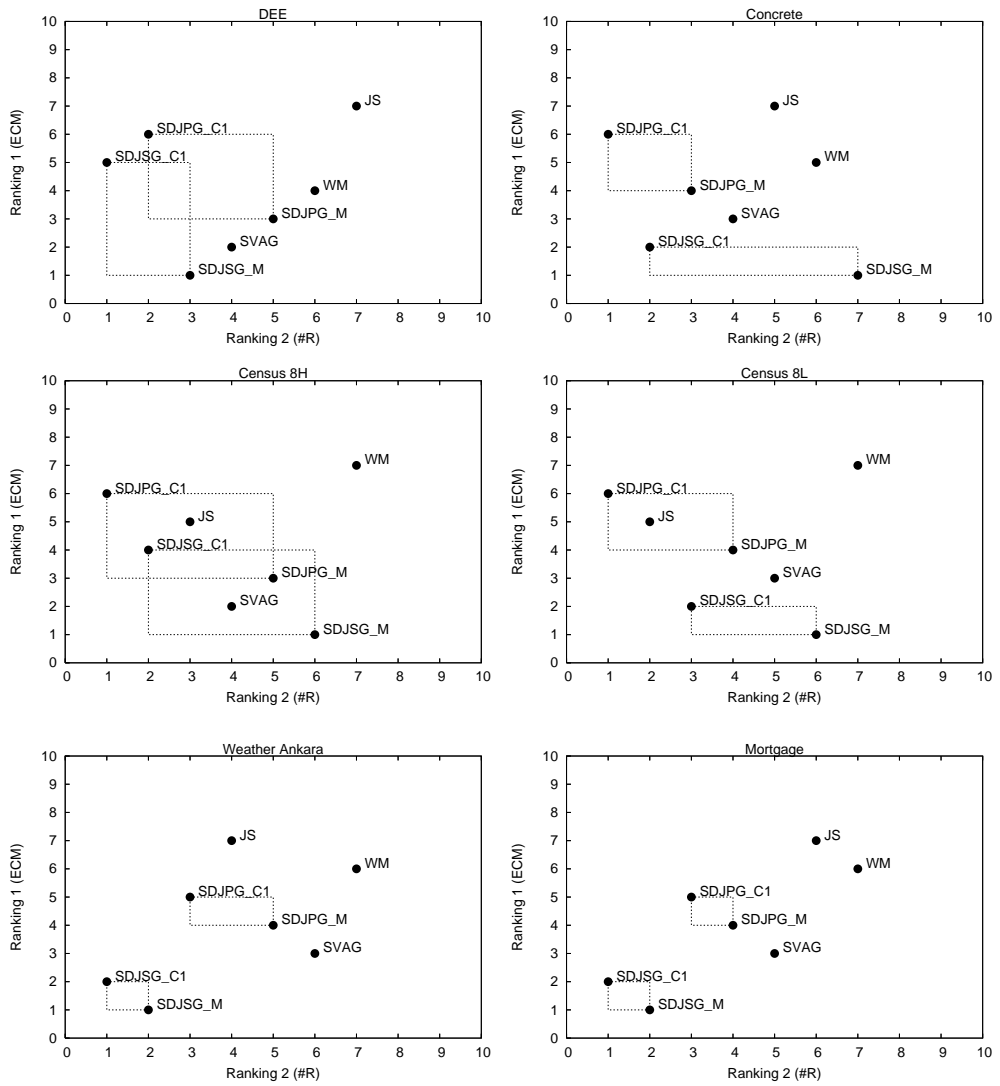 DEE
10
9
8
7
6
5
4
3
2
1
0
Ranking 1 (ECM)
JS
SDJPG_C1
SDJSG_C1
WM
SDJPG_M
SVAG
SDJSG_M
0 1 2 3 4 5 6 7 8 9 10
Ranking 2 (#R)
Concrete
10
9
8
7
6
5
4
3
2
1
0
Ranking 1 (ECM)
JS
SDJPG_C1
WM
SDJPG_M
SVAG
SDJSG_C1
SDJSG_M
0 1 2 3 4 5 6 7 8 9 10
Ranking 2 (#R)
Census 8H
10
9
8
7
6
5
4
3
2
1
0
Ranking 1 (ECM)
WM
SDJPG_C1
JS
SDJSG_C1
SDJPG_M
SVAG
SDJSG_M
0 1 2 3 4 5 6 7 8 9 10
Ranking 2 (#R)
Census 8L
10
9
8
7
6
5
4
3
2
1
0
Ranking 1 (ECM)
WM
SDJPG_C1
JS
SDJPG_M
SVAG
SDJSG_C1
SDJSG_M
0 1 2 3 4 5 6 7 8 9 10
Ranking 2 (#R)
Weather Ankara
10
9
8
7
6
5
4
3
2
1
0
Ranking 1 (ECM)
JS
WM
SDJPG_C1
SDJPG_M
SVAG
SDJSG_C1
SDJSG_M
0 1 2 3 4 5 6 7 8 9 10
Ranking 2 (#R)
Mortgage
10
9
8
7
6
5
4
3
2
1
0
Ranking 1 (ECM)
JS
WM
SDJPG_C1
SDJPG_M
SVAG
SDJSG_C1
SDJSG_M
0 1 2 3 4 5 6 7 8 9 10
Ranking 2 (#R)